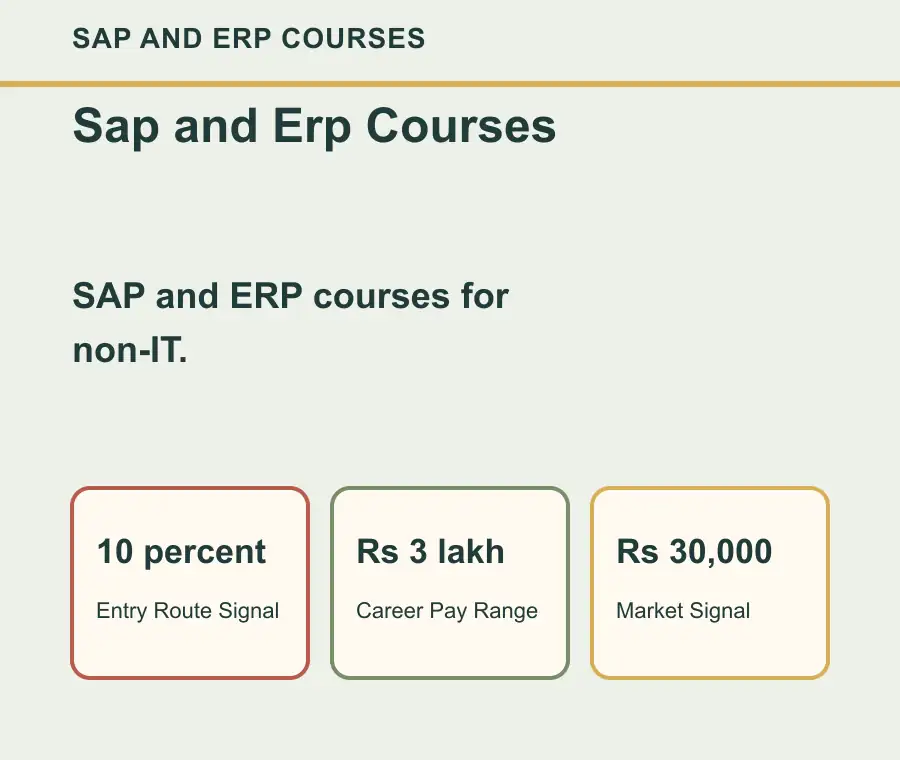 SAP AND ERP COURSES
Sap and Erp Courses
SAP and ERP courses for
non-IT.
10 percent
Entry Route Signal
Rs 3 lakh
Career Pay Range
Rs 30,000
Market Signal